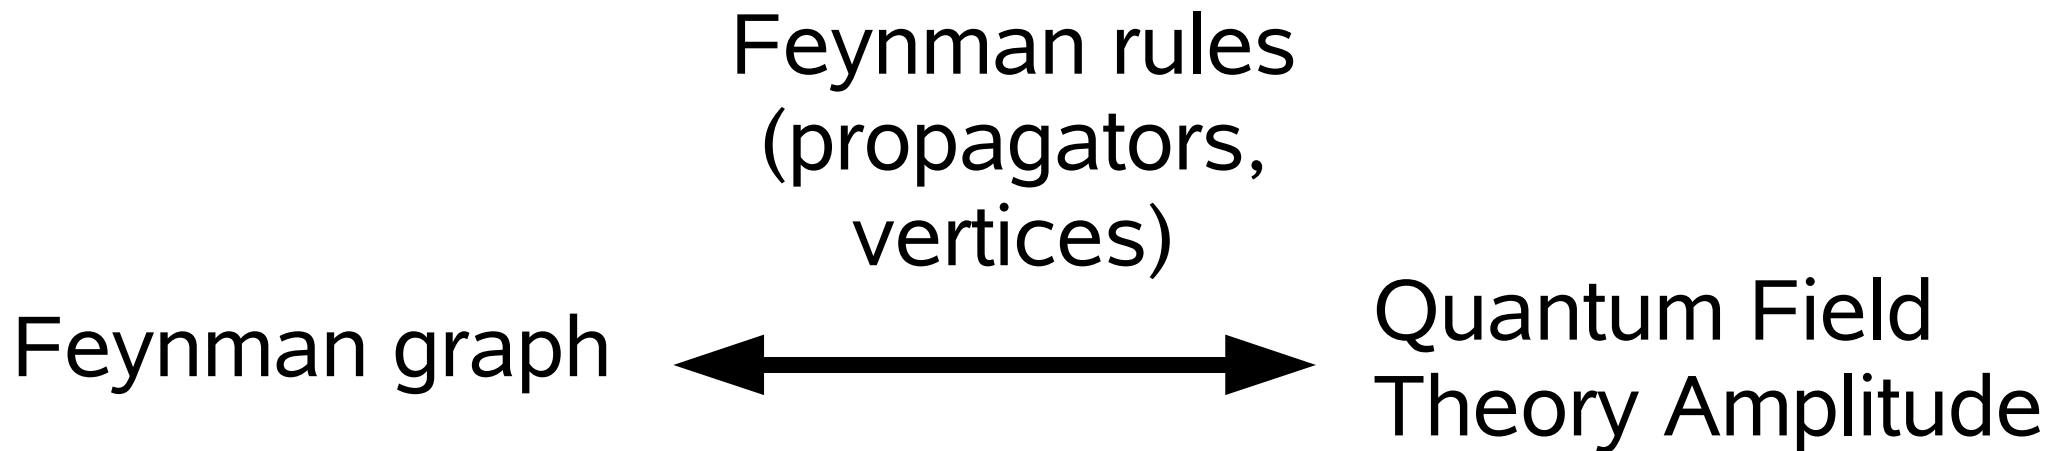 Feynman rules
(propagators,
vertices)
Feynman graph
Quantum Field
Theory Amplitude